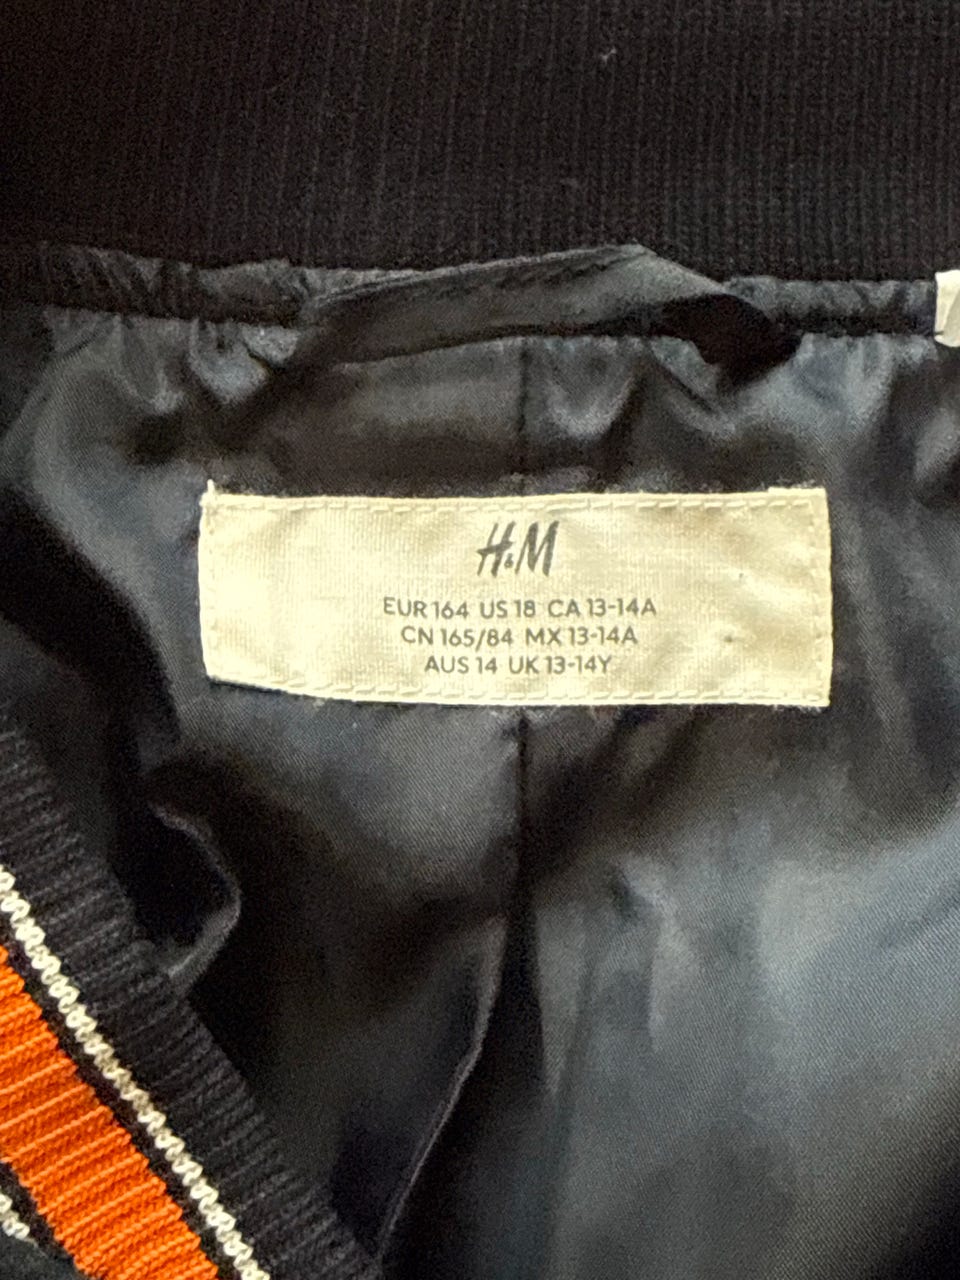 H&M
EUR 164 US 18 CA 13-14A
CN 165/84 MX 13-14A
AUS 14 UK 13-14Y